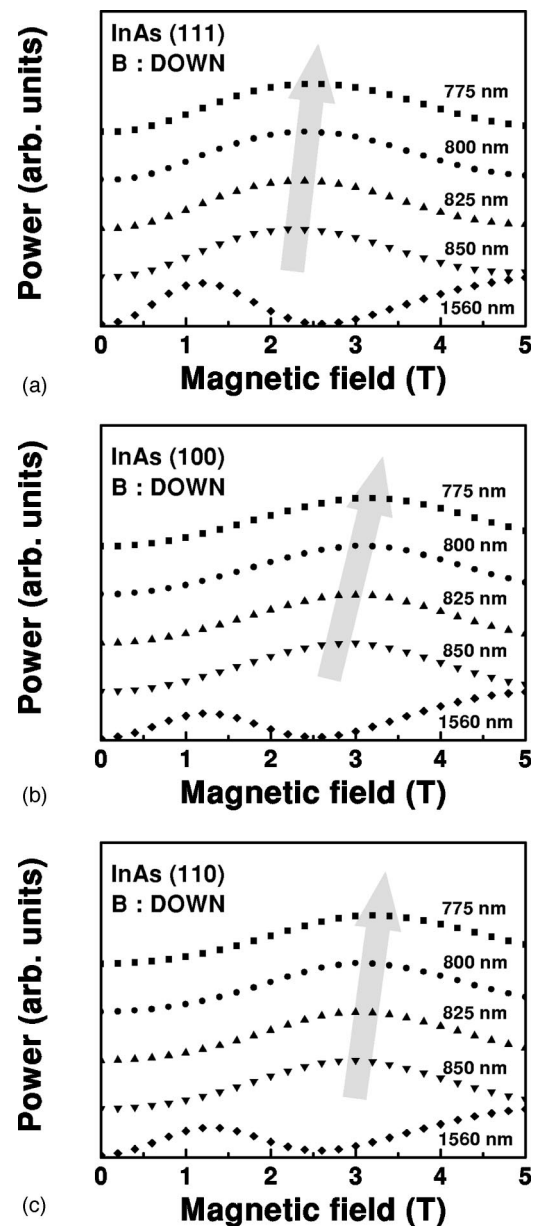 InAs (111)
B : DOWN
775 nm
800 nm
825 nm
850 nm
1560 nm
Power (arb. units)
0 1 2 3 4 5
Magnetic field (T)
(a)
InAs (100)
B : DOWN
775 nm
800 nm
825 nm
850 nm
1560 nm
Power (arb. units)
0 1 2 3 4 5
Magnetic field (T)
(b)
InAs (110)
B : DOWN
775 nm
800 nm
825 nm
850 nm
1560 nm
Power (arb. units)
0 1 2 3 4 5
Magnetic field (T)
(c)